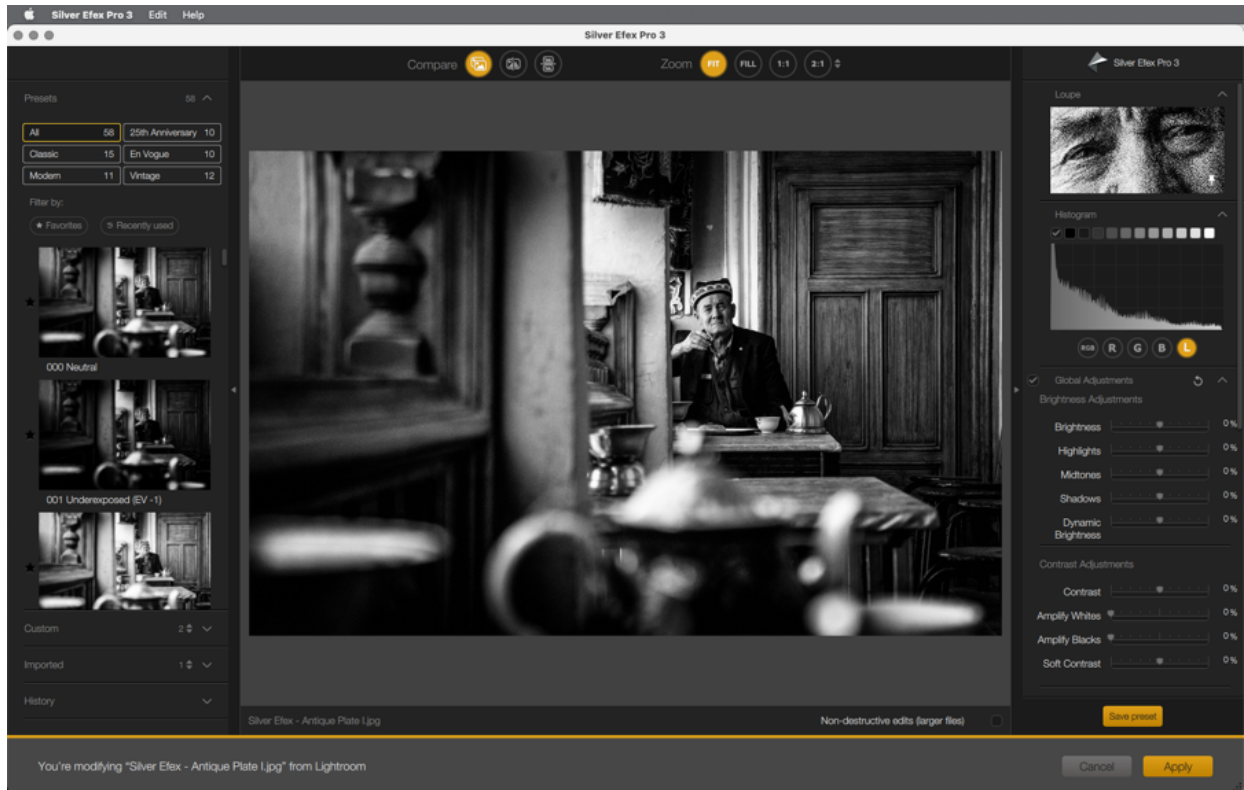 Silver Efex Pro 3 Edit Help
Silver Efex Pro 3
Compare Zoom FIT FILL 1:1 2:1
Silver Efex Pro 3
Presets 58
All 58 25th Anniversary 10
Classic 15 En Vogue 10
Modern 11 Vintage 12
Filter by:
Favorites Recently used
000 Neutral
001 Underexposed (EV -1)
Custom 2
Imported 1
History
Silver Efex - Antique Plate I.jpg
Non-destructive edits (larger files)
Loupe
Histogram
RGB R G B L
Global Adjustments
Brightness Adjustments
Brightness 0%
Highlights 0%
Midtones 0%
Shadows 0%
Dynamic 0%
Brightness
Contrast Adjustments
Contrast 0%
Amplify Whites 0%
Amplify Blacks 0%
Soft Contrast 0%
Save preset
You're modifying “Silver Efex - Antique Plate I.jpg” from Lightroom
Cancel Apply